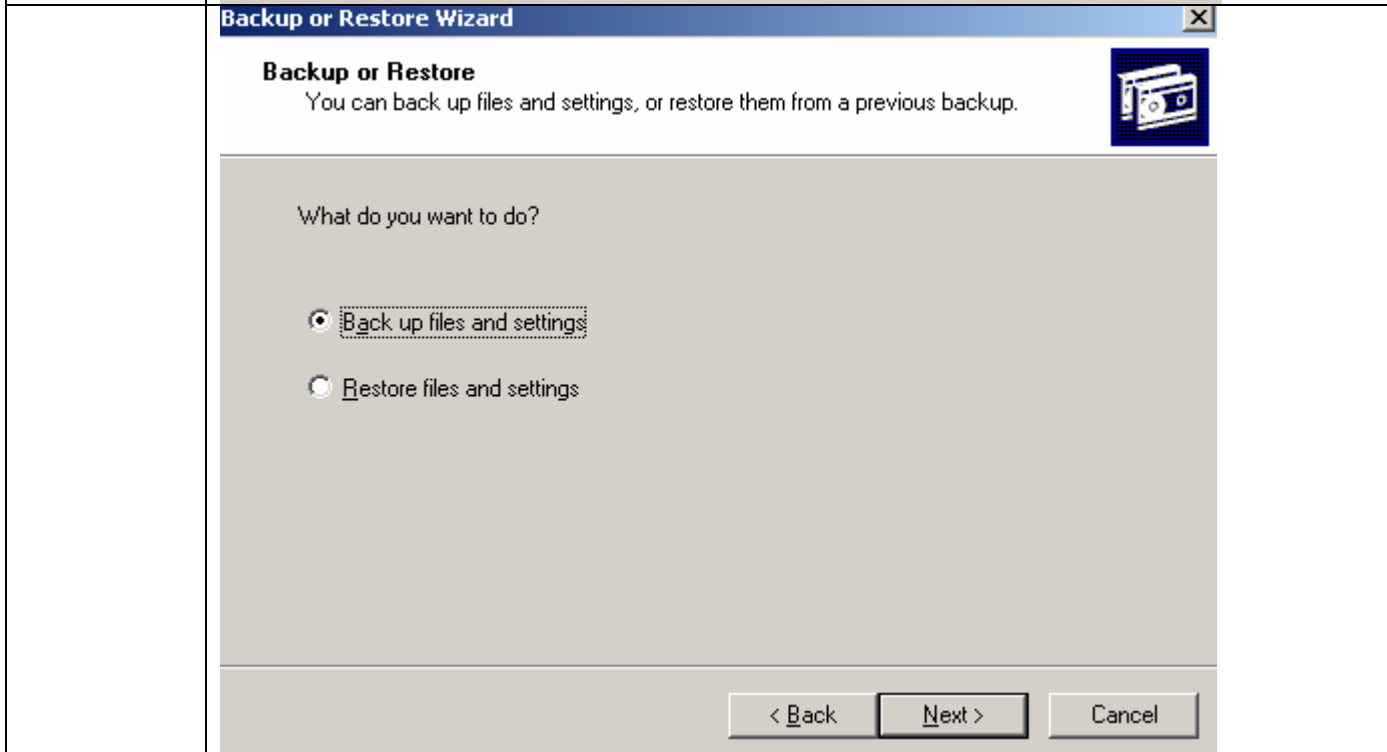 Backup or Restore Wizard
Backup or Restore
You can back up files and settings, or restore them from a previous backup.
What do you want to do?
Back up files and settings
Restore files and settings
< Back Next > Cancel